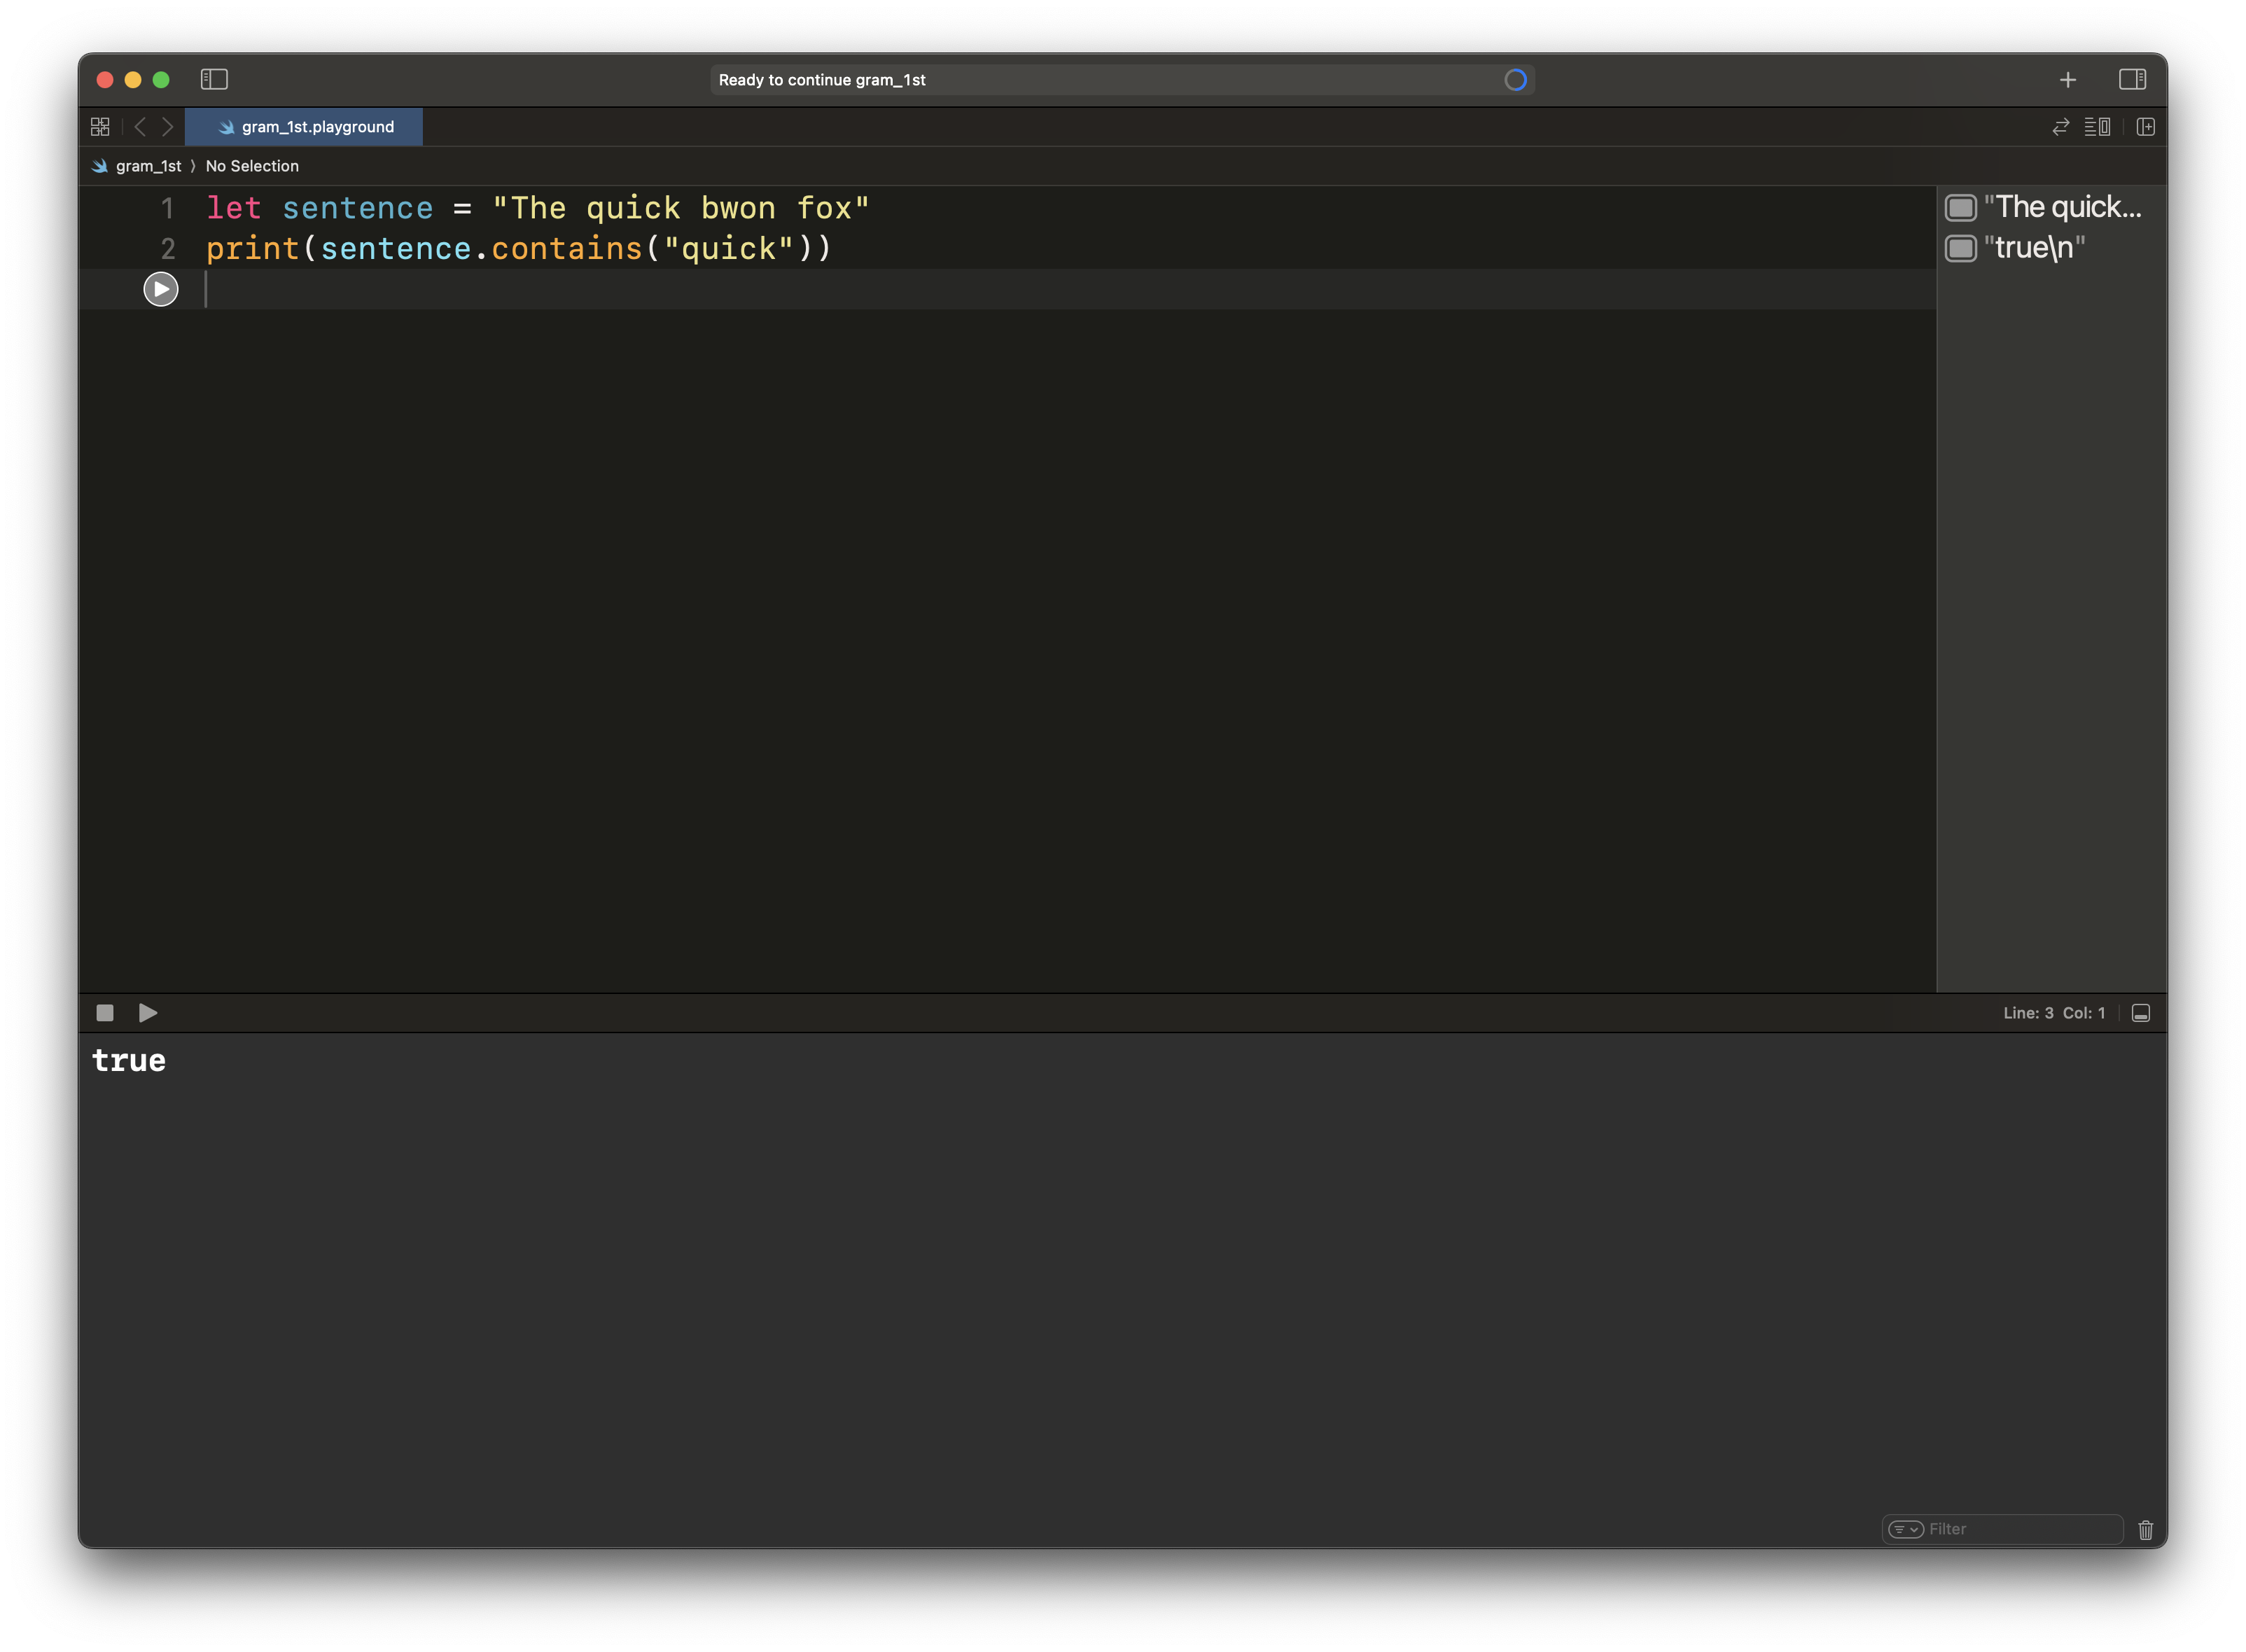 Ready to continue gram_1st
gram_1st.playground
gram_1st 〉 No Selection
1 let sentence = "The quick bwon fox"
2 print(sentence.contains("quick"))
"The quick...
"true\n"
Line: 3 Col: 1
true
Filter